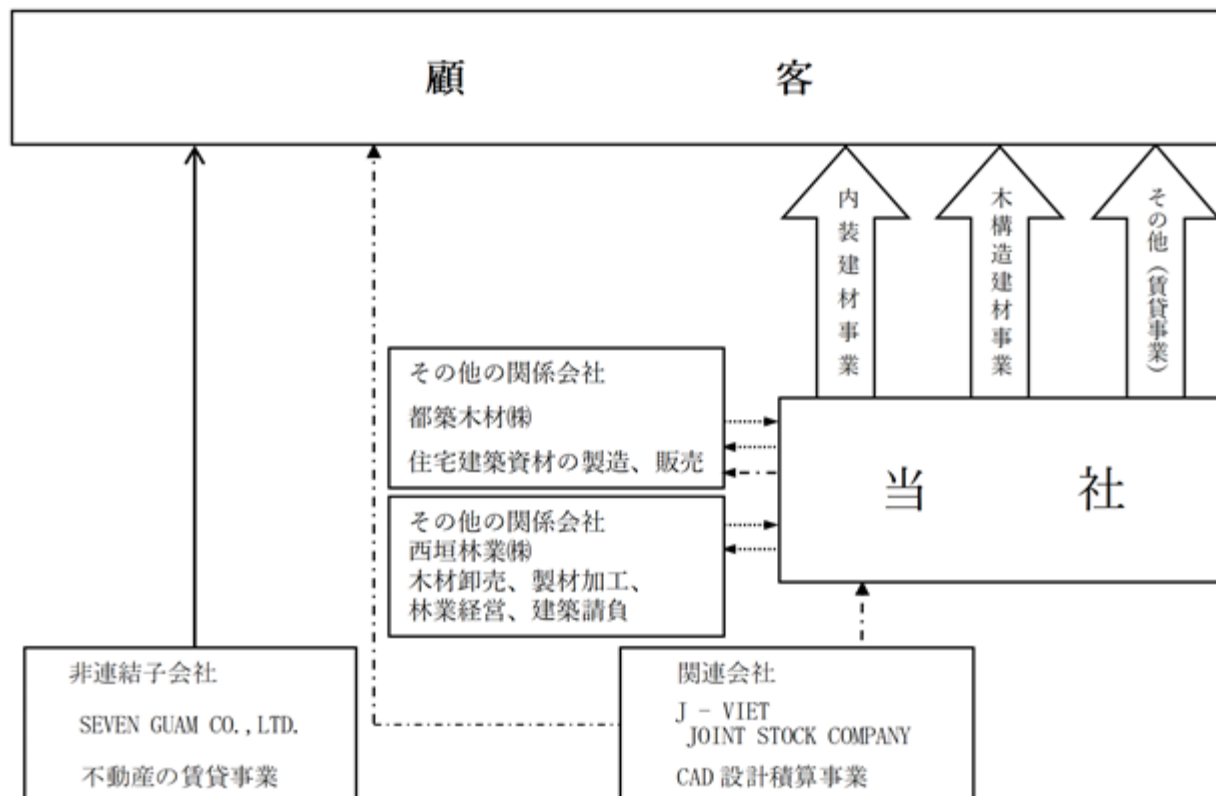 顧 客
内装建材事業
木構造建材事業
その他(賃貸事業)
その他の関係会社
都築木材㈱
住宅建築資材の製造、販売
当 社
その他の関係会社
西垣林業㈱
木材卸売、製材加工、
林業経営、建築請負
非連結子会社
SEVEN GUAM CO.,LTD.
不動産の賃貸事業
関連会社
J - VIET
JOINT STOCK COMPANY
CAD 設計積算事業